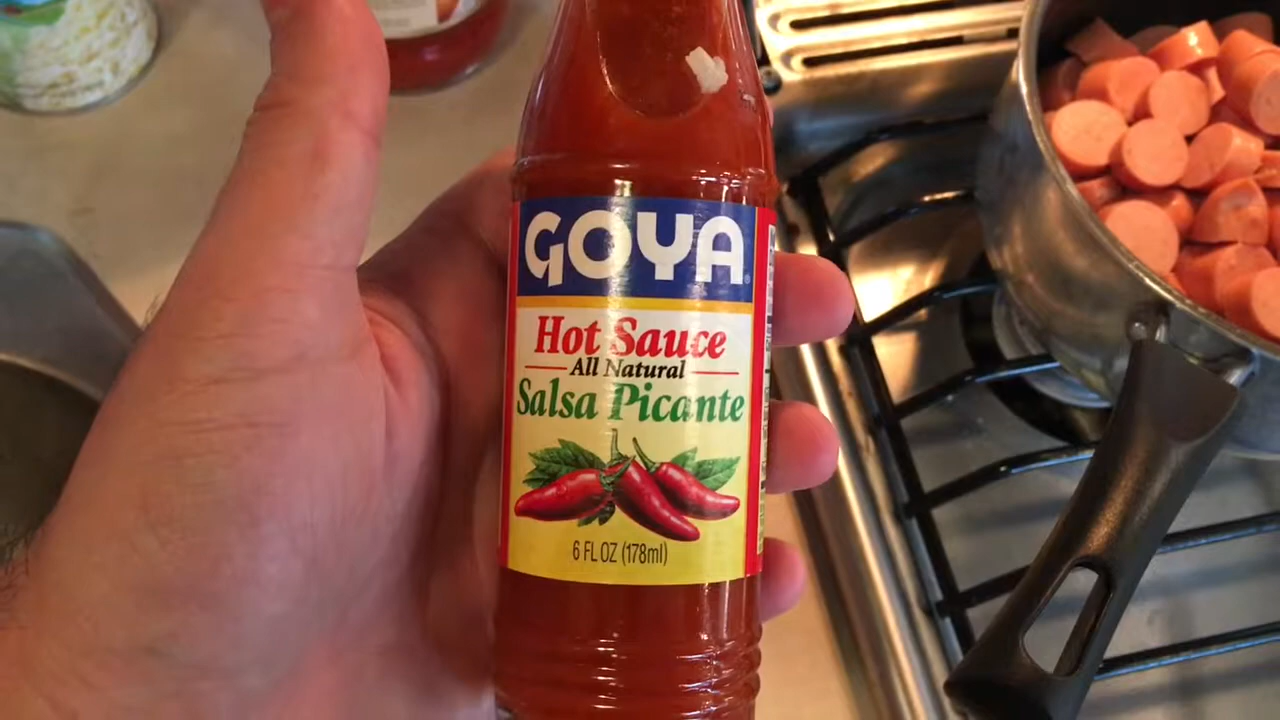 GOYA
Hot Sauce
All Natural
Salsa Picante
6 FL OZ (178ml)